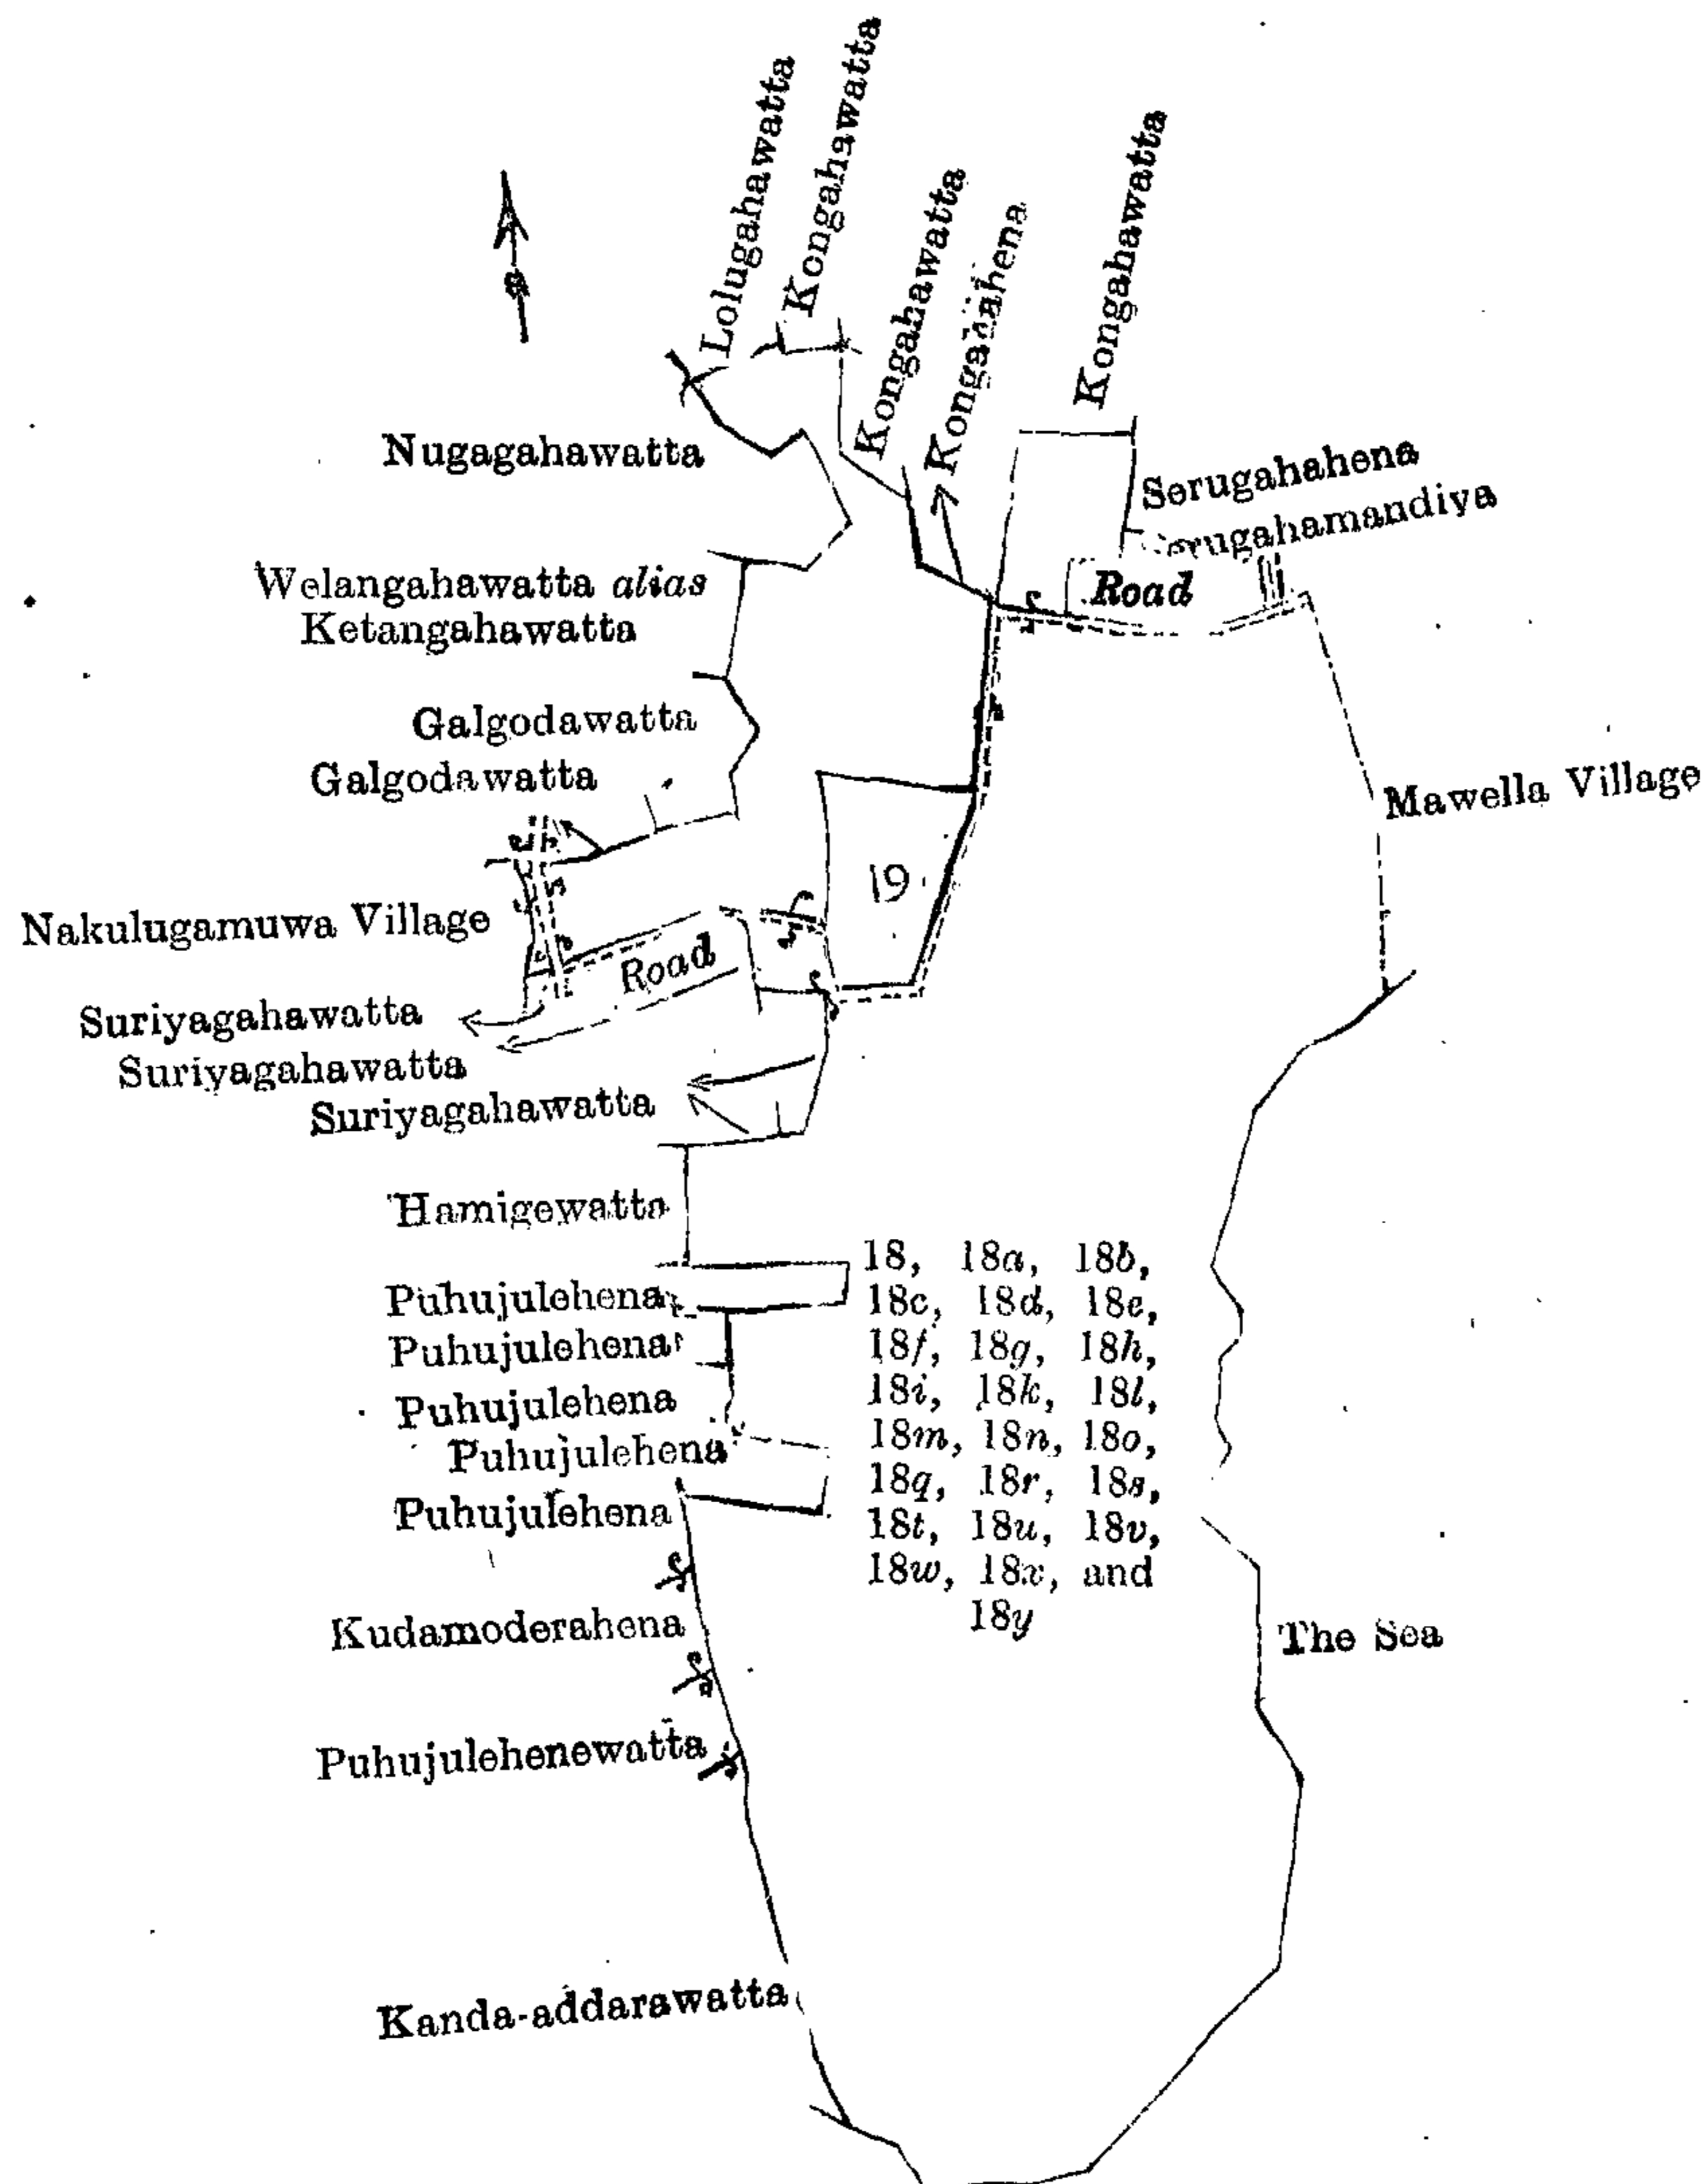 Lolugahawatta
Kongahawatta
Kongahawatta
Kongahahena
Kongahawatta
Nugagahawatta
Serugahahena
Serugahamandiya
Welangahawatta alias
Ketangahawatta
Road
Galgodawatta
Galgodawatta
Mawella Village
19
Nakulugamuwa Village
Road
Suriyagahawatta
Suriyagahawatta
Suriyagahawatta
Hamigewatta
Puhujulehena
Puhujulehena
Puhujulehena
Puhujulehena
Puhujulehena
18, 18a, 18b,
18c, 18d, 18e,
18f, 18g, 18h,
18i, 18k, 18l,
18m, 18n, 18o,
18q, 18r, 18s,
18t, 18u, 18v,
18w, 18x, and
18y
Kudamoderahena
The Sea
Puhujulehenewatta
Kanda-addarawatta